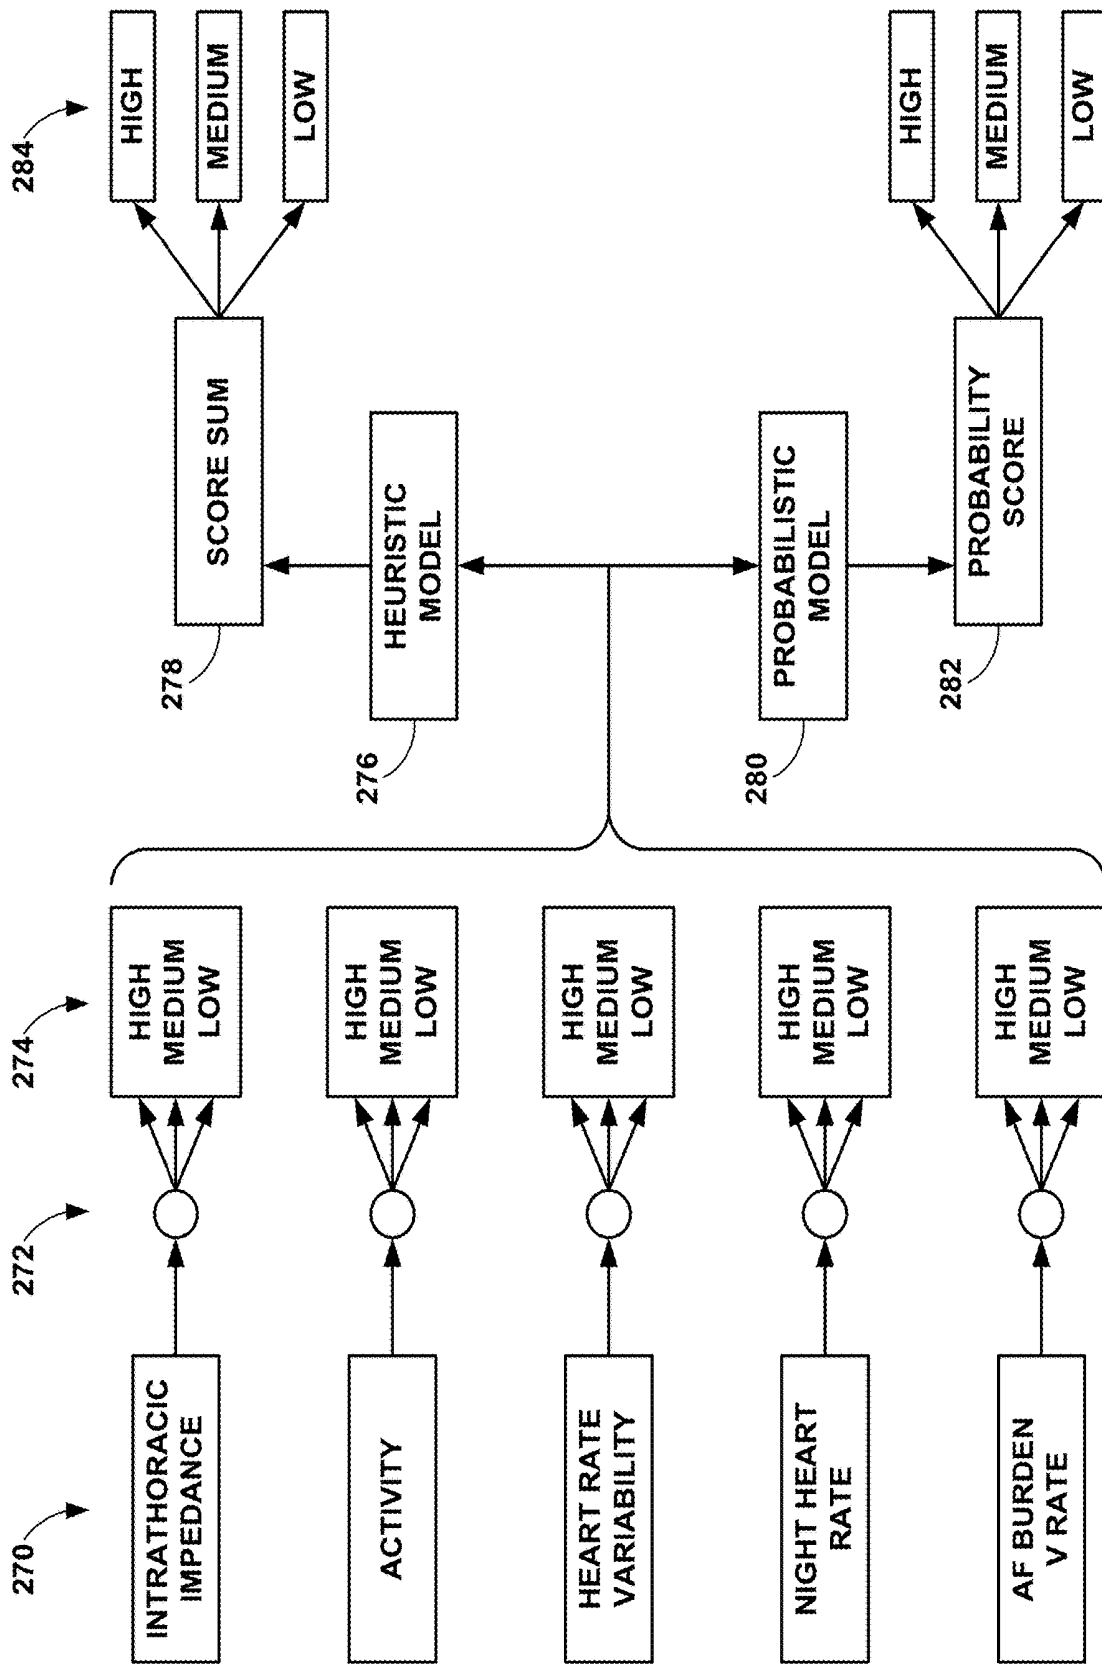 270
272
274
284
INTRATHORACIC
IMPEDANCE
HIGH
MEDIUM
LOW
ACTIVITY
HIGH
MEDIUM
LOW
HEART RATE
VARIABILITY
HIGH
MEDIUM
LOW
NIGHT HEART
RATE
HIGH
MEDIUM
LOW
AF BURDEN
V RATE
HIGH
MEDIUM
LOW
278
SCORE SUM
HIGH
MEDIUM
LOW
276
HEURISTIC
MODEL
280
PROBABILISTIC
MODEL
282
PROBABILITY
SCORE
HIGH
MEDIUM
LOW